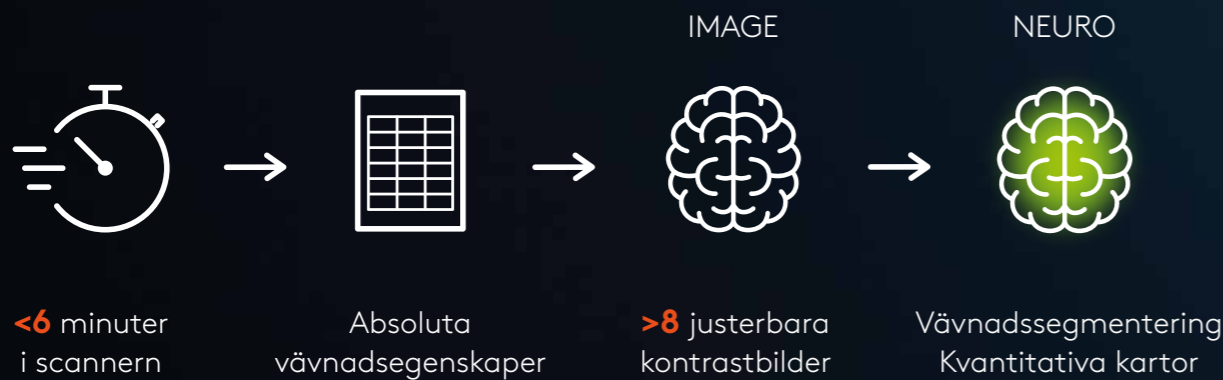 IMAGE
NEURO
<6 minuter
i scannern
Absoluta
vävnadsegenskaper
>8 justerbara
kontrastbilder
Vävnadssegmentering
Kvantitativa kartor